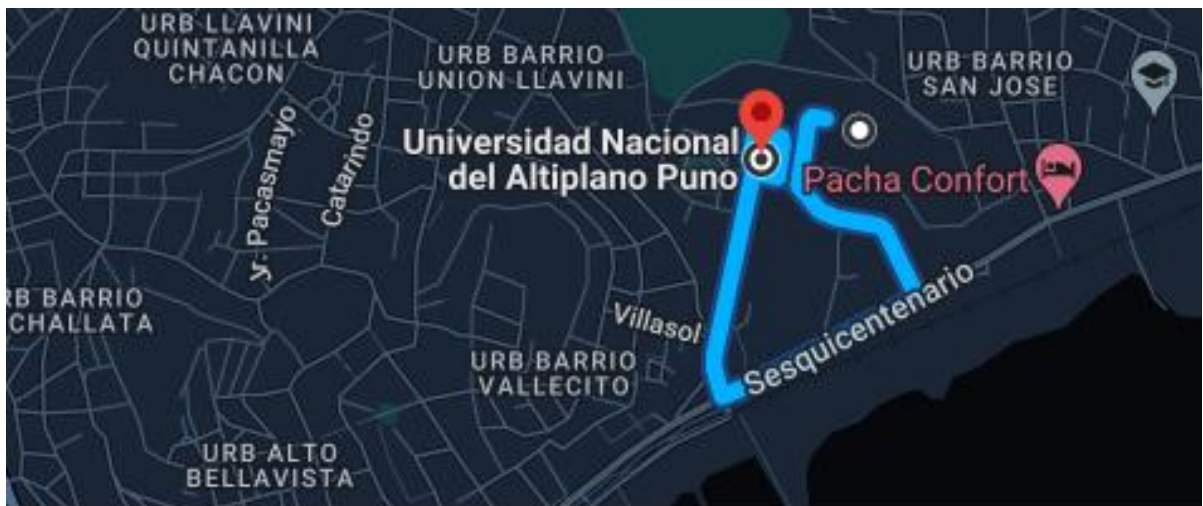 URB LLAVINI
QUINTANILLA
CHACON
URB BARRIO
UNION LLAVINI
URB BARRIO
SAN JOSE
Universidad Nacional
del Altiplano Puno
Pacha Confort
y. Pacasmayo
Catarindo
RB BARRIO
CHALLATA
Villasol
Sesquicentenario
URB BARRIO
VALLECITO
URB ALTO
BELLAVISTA